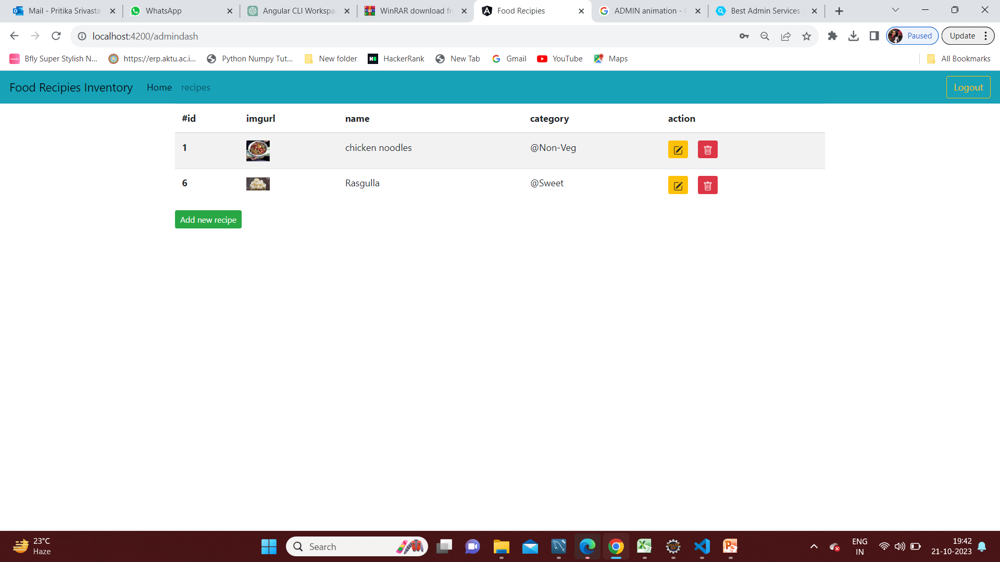 Mail - Pritika Srivasta
WhatsApp
Angular CLI Workspa
WinRAR download fr
Food Recipies
ADMIN animation -
Best Admin Services
localhost:4200/admindash
Paused
Update
Bfly Super Stylish N...
https://erp.aktu.ac.i...
Python Numpy Tut...
New folder
HackerRank
New Tab
Gmail
YouTube
Maps
All Bookmarks
Food Recipies Inventory
Home
recipes
Logout
#id imgurl name category action
1 chicken noodles @Non-Veg
6 Rasgulla @Sweet
Add new recipe
23°C
Haze
Search
ENG
IN
19:42
21-10-2023